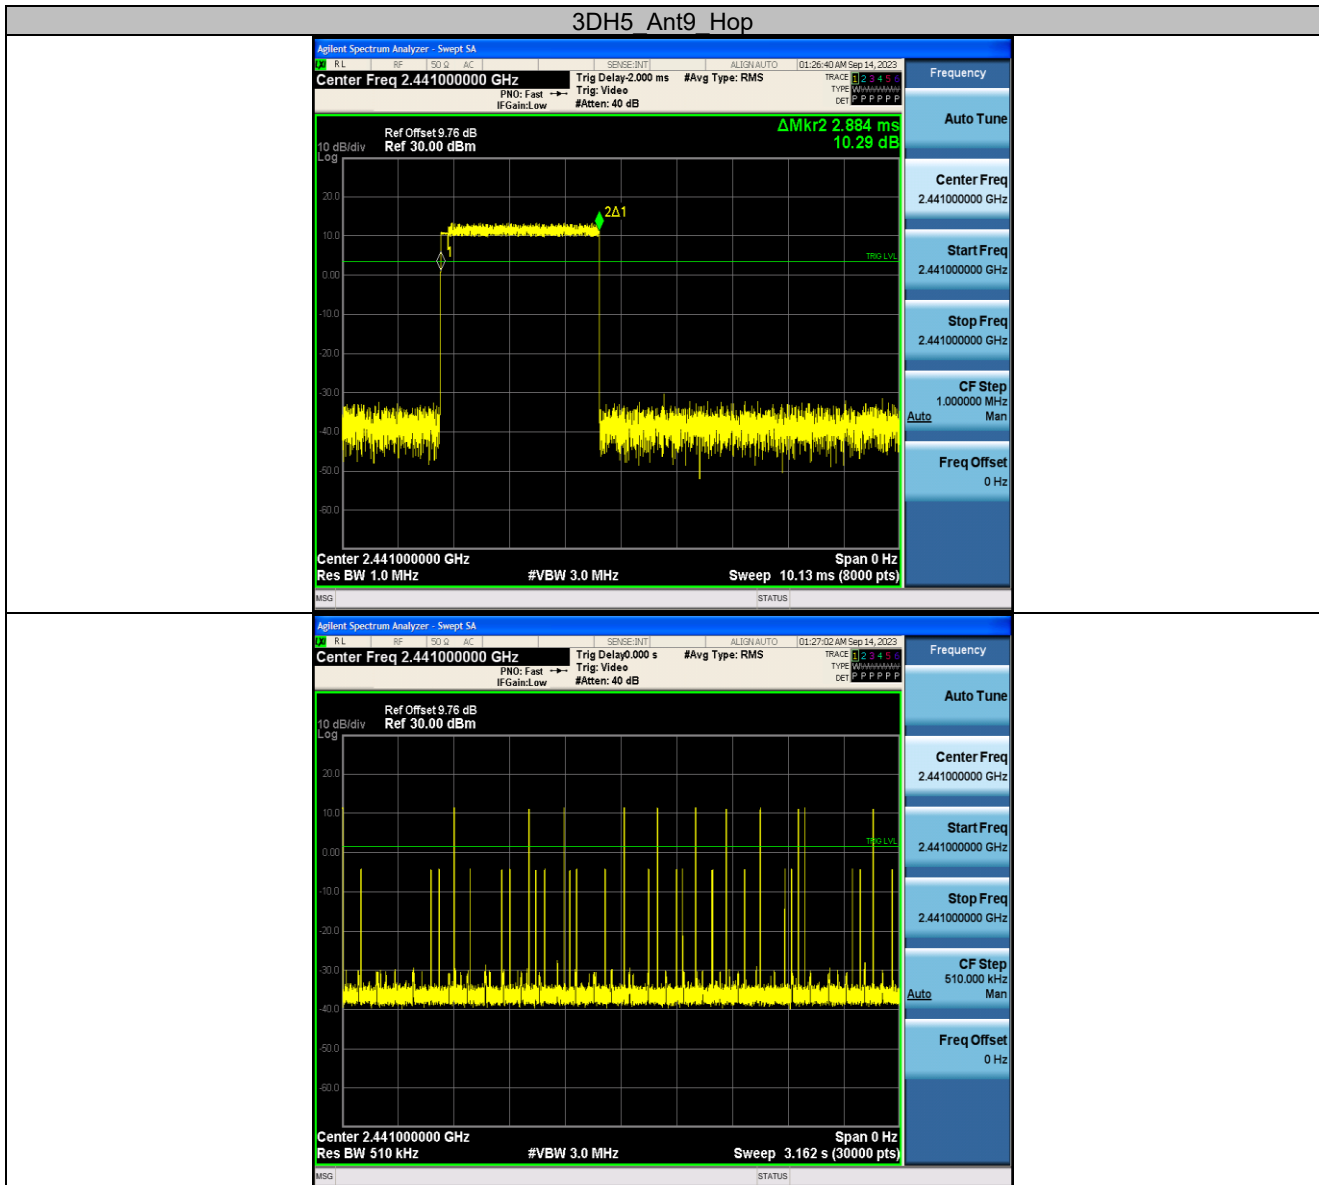 3DH5_Ant9_Hop
Agilent Spectrum Analyzer - Swept SA
RL RF 50 Ω AC SENSE:INT ALIGN AUTO 01:26:40 AM Sep 14, 2023
Center Freq 2.441000000 GHz Trig Delay-2.000 ms #Avg Type: RMS TRACE 1 2 3 4 5 6
PNO: Fast Trig: Video TYPE
IFGain:Low #Atten: 40 dB DET P P P P P P
Frequency
Auto Tune
Center Freq
2.441000000 GHz
Start Freq
2.441000000 GHz
Stop Freq
2.441000000 GHz
CF Step
1.000000 MHz
Auto Man
Freq Offset
0 Hz
ΔMkr2 2.884 ms
10.29 dB
Ref Offset 9.76 dB
10 dB/div Ref 30.00 dBm
Log
20.0
10.0
0.00
-10.0
-20.0
-30.0
-40.0
-50.0
-60.0
2Δ1
TRIG LVL
Center 2.441000000 GHz Span 0 Hz
Res BW 1.0 MHz #VBW 3.0 MHz Sweep 10.13 ms (8000 pts)
MSG STATUS
Agilent Spectrum Analyzer - Swept SA
RL RF 50 Ω AC SENSE:INT ALIGN AUTO 01:27:02 AM Sep 14, 2023
Center Freq 2.441000000 GHz Trig Delay0.000 s #Avg Type: RMS TRACE 1 2 3 4 5 6
PNO: Fast Trig: Video TYPE
IFGain:Low #Atten: 40 dB DET P P P P P P
Frequency
Auto Tune
Center Freq
2.441000000 GHz
Start Freq
2.441000000 GHz
Stop Freq
2.441000000 GHz
CF Step
510.000 kHz
Auto Man
Freq Offset
0 Hz
Ref Offset 9.76 dB
10 dB/div Ref 30.00 dBm
Log
20.0
10.0
0.00
-10.0
-20.0
-30.0
-40.0
-50.0
-60.0
TRIG LVL
Center 2.441000000 GHz Span 0 Hz
Res BW 510 kHz #VBW 3.0 MHz Sweep 3.162 s (30000 pts)
MSG STATUS